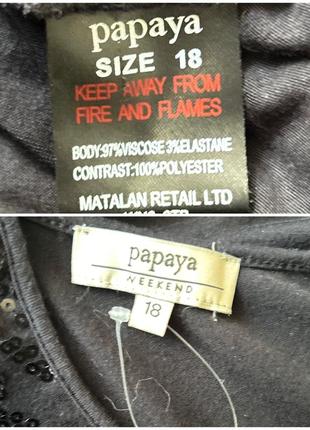 papaya
SIZE 18
KEEP AWAY FROM
FIRE AND FLAMES
BODY:97%VISCOSE 3%ELASTANE
CONTRAST:100%POLYESTER
MATALAN RETAIL LTD
papaya
WEEKEND
18